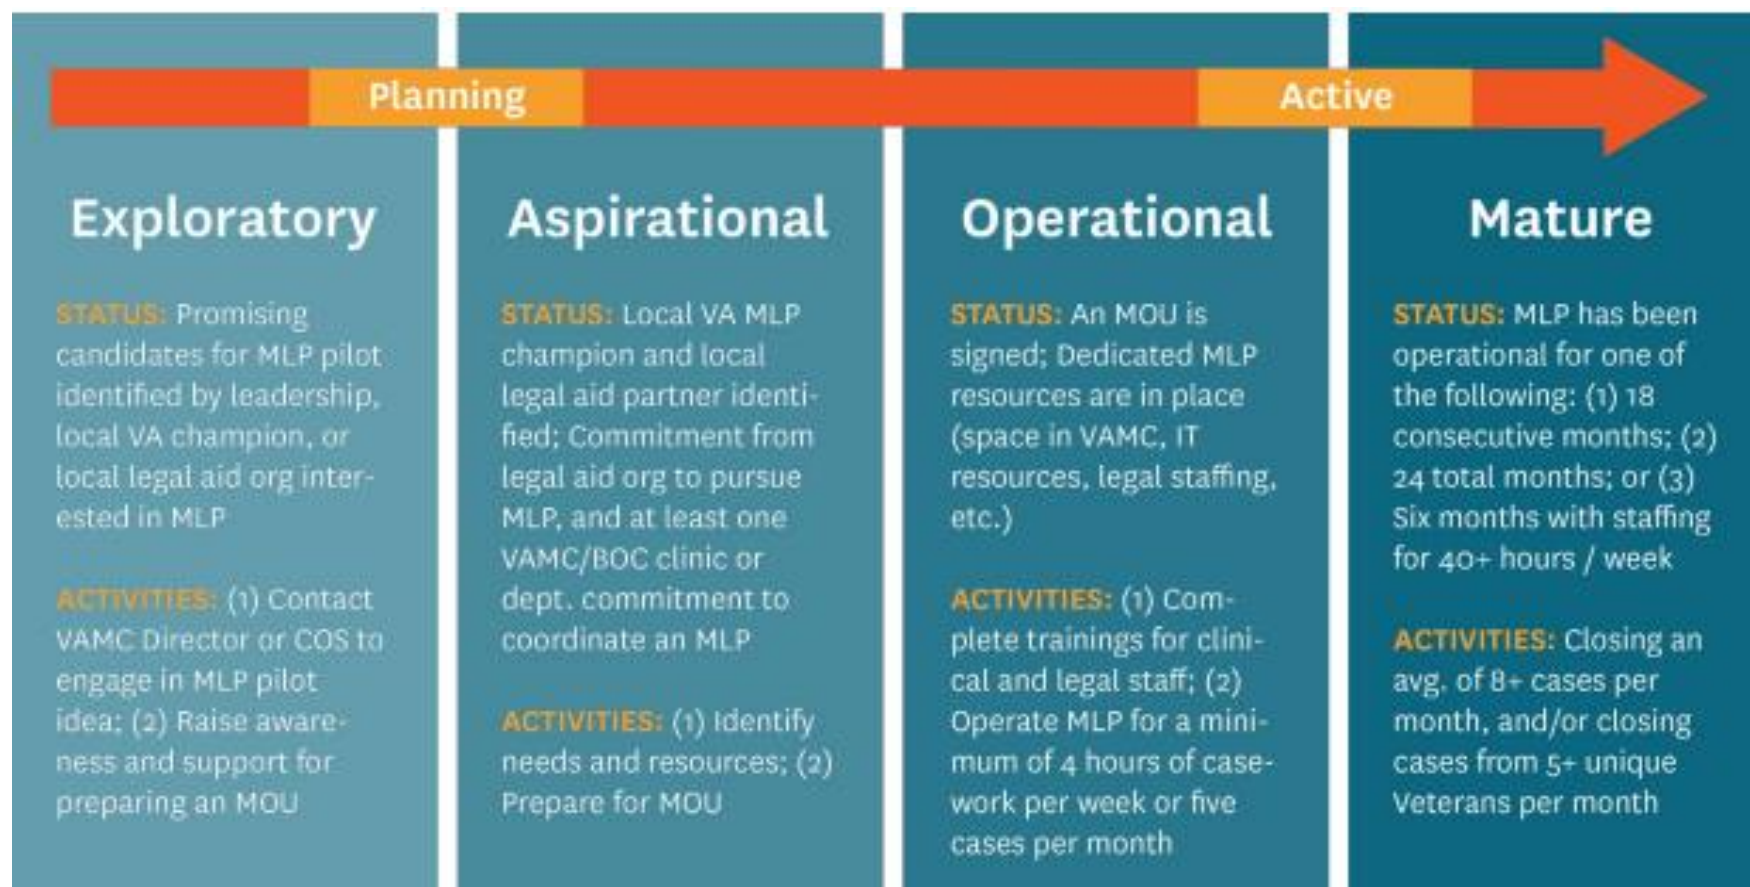 Planning
Active
Exploratory
STATUS: Promising
candidates for MLP pilot
identified by leadership,
local VA champion, or
local legal aid org inter-
ested in MLP
ACTIVITIES: (1) Contact
VAMC Director or COS to
engage in MLP pilot
idea; (2) Raise aware-
ness and support for
preparing an MOU
Aspirational
STATUS: Local VA MLP
champion and local
legal aid partner identi-
fied; Commitment from
legal aid org to pursue
MLP, and at least one
VAMC/BOC clinic or
dept. commitment to
coordinate an MLP
ACTIVITIES: (1) Identify
needs and resources; (2)
Prepare for MOU
Operational
STATUS: An MOU is
signed; Dedicated MLP
resources are in place
(space in VAMC, IT
resources, legal staffing,
etc.)
ACTIVITIES: (1) Com-
plete trainings for clini-
cal and legal staff; (2)
Operate MLP for a mini-
mum of 4 hours of case-
work per week or five
cases per month
Mature
STATUS: MLP has been
operational for one of
the following: (1) 18
consecutive months; (2)
24 total months; or (3)
Six months with staffing
for 40+ hours / week
ACTIVITIES: Closing an
avg. of 8+ cases per
month, and/or closing
cases from 5+ unique
Veterans per month